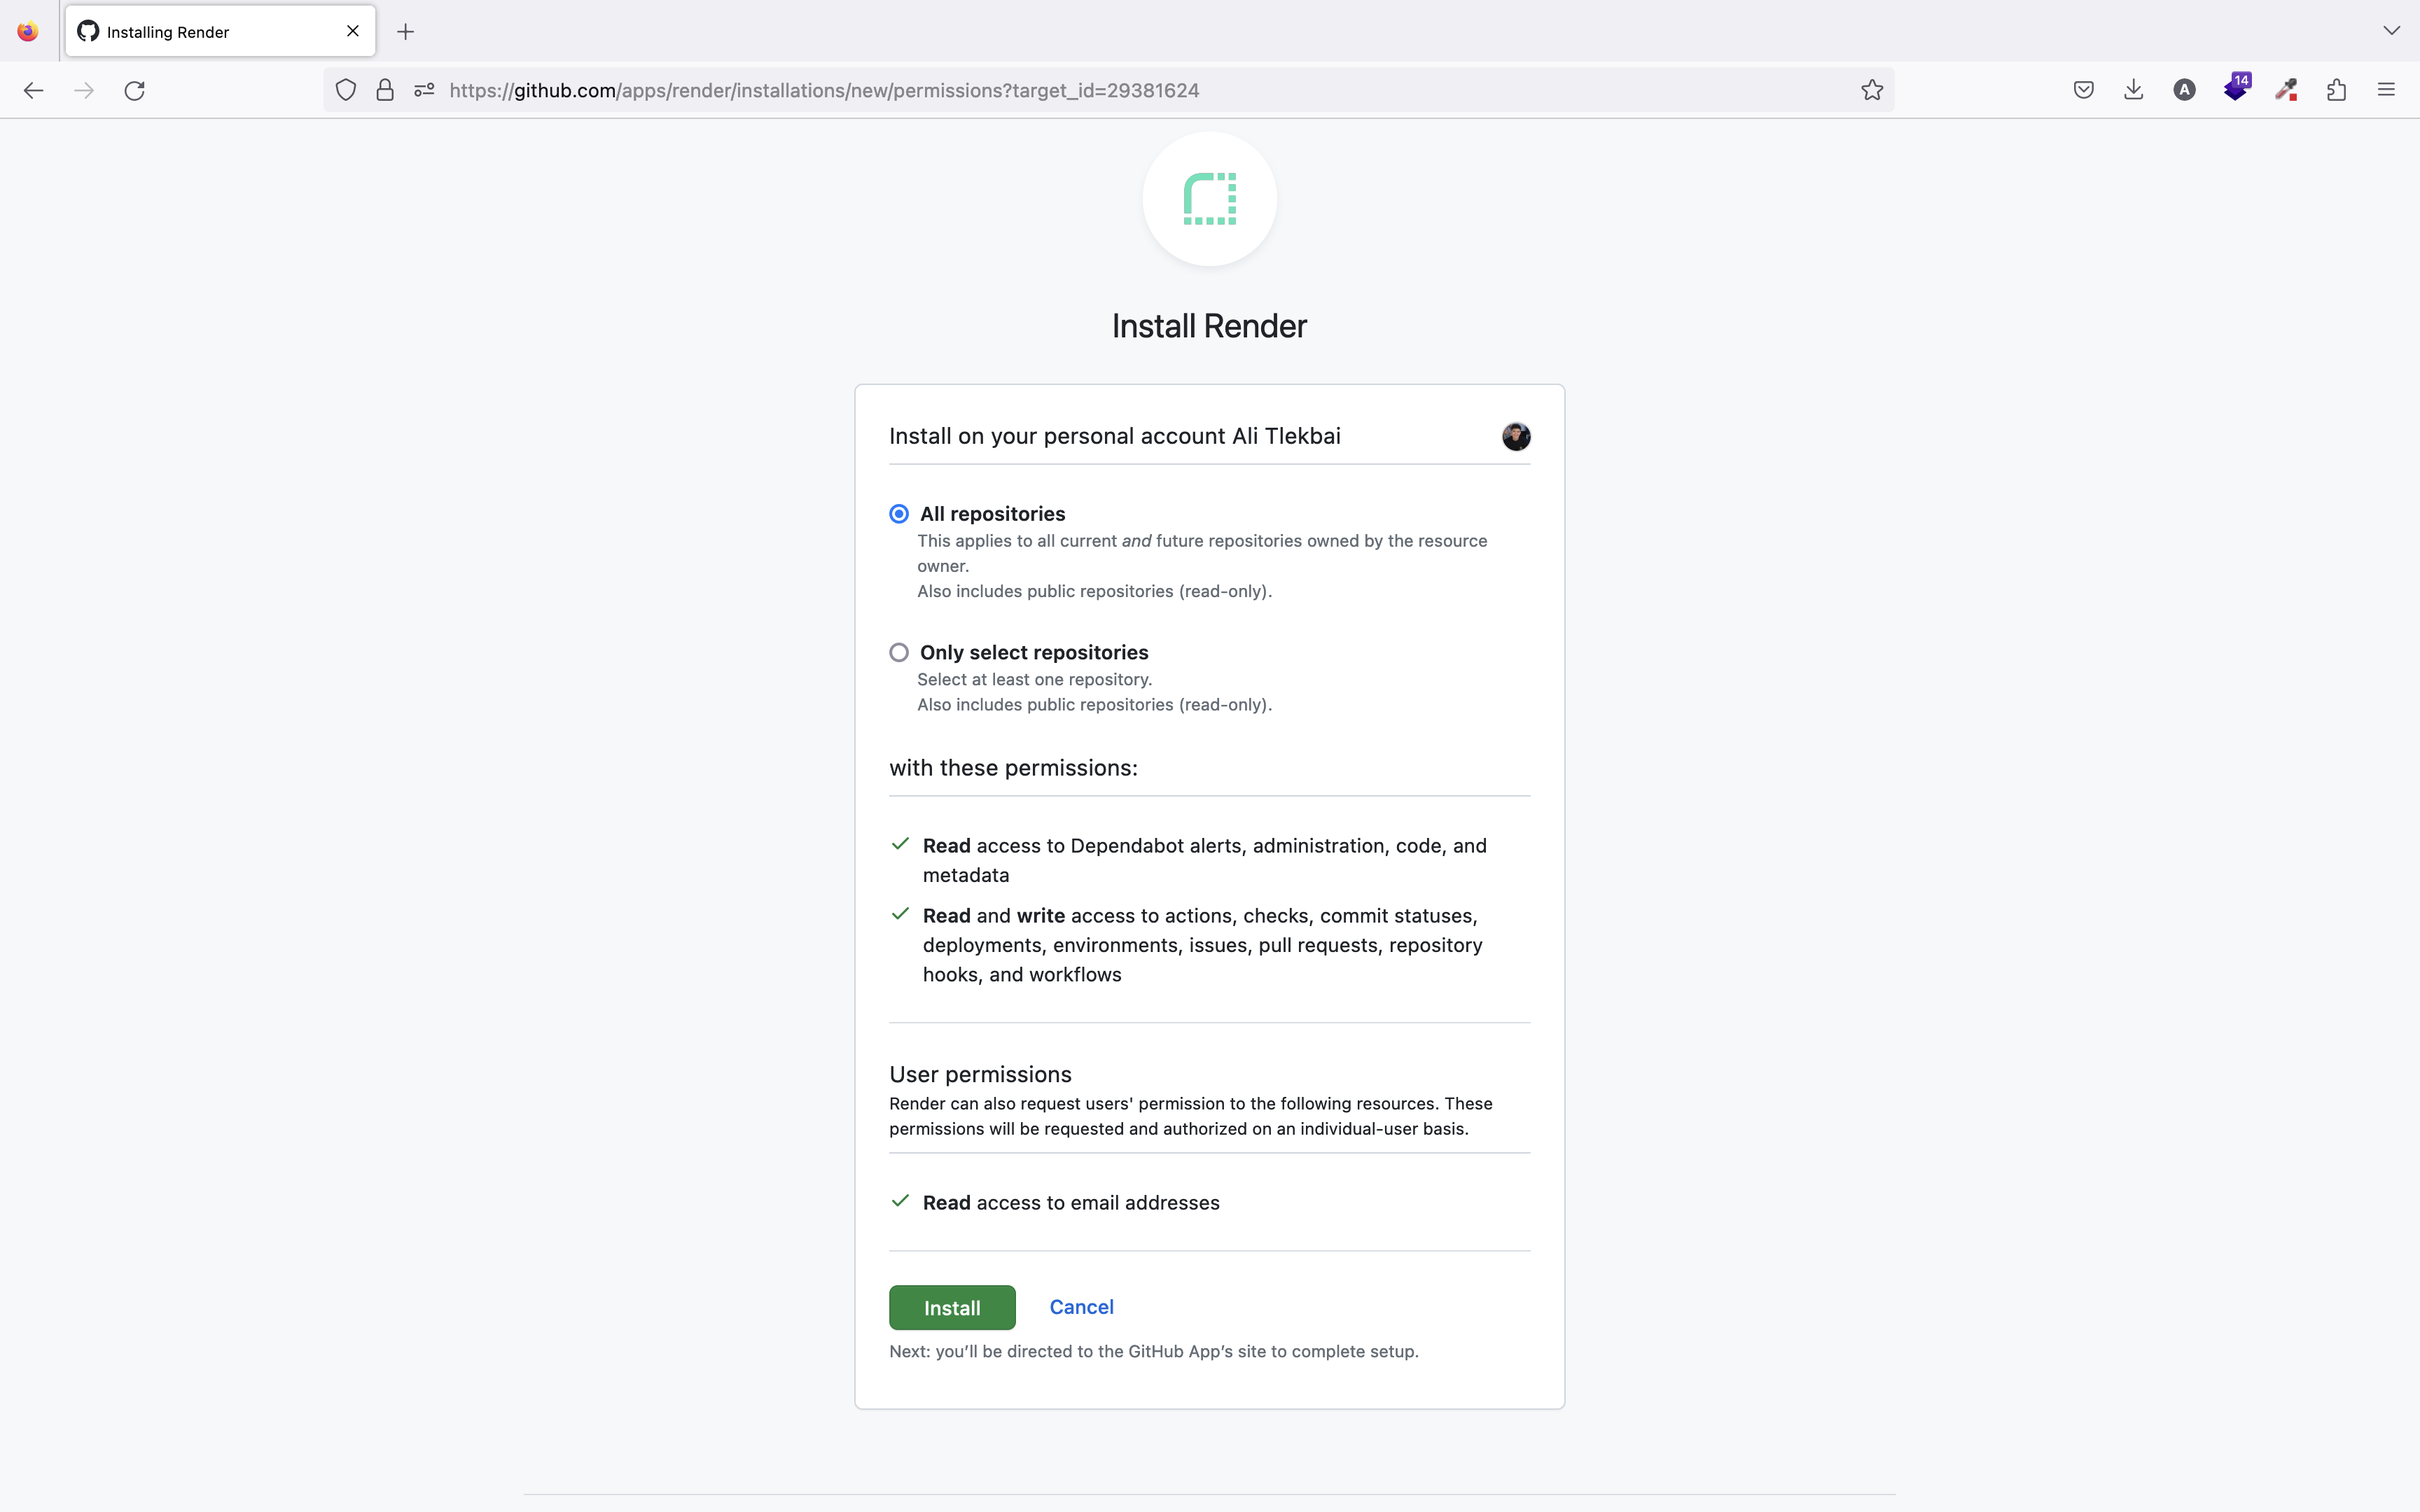 Installing Render
https://github.com/apps/render/installations/new/permissions?target_id=29381624
A
14
Install Render
Install on your personal account Ali Tlekbai
All repositories
This applies to all current and future repositories owned by the resource
owner.
Also includes public repositories (read-only).
Only select repositories
Select at least one repository.
Also includes public repositories (read-only).
with these permissions:
Read access to Dependabot alerts, administration, code, and
metadata
Read and write access to actions, checks, commit statuses,
deployments, environments, issues, pull requests, repository
hooks, and workflows
User permissions
Render can also request users' permission to the following resources. These
permissions will be requested and authorized on an individual-user basis.
Read access to email addresses
Install Cancel
Next: you’ll be directed to the GitHub App’s site to complete setup.